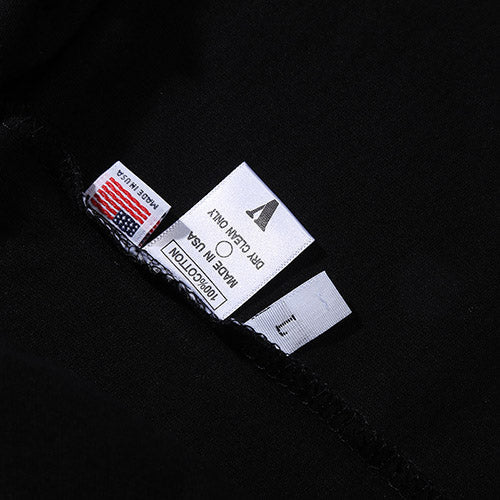 MADE IN USA
V
DRY CLEAN ONLY
MADE IN USA
100%COTTON
L